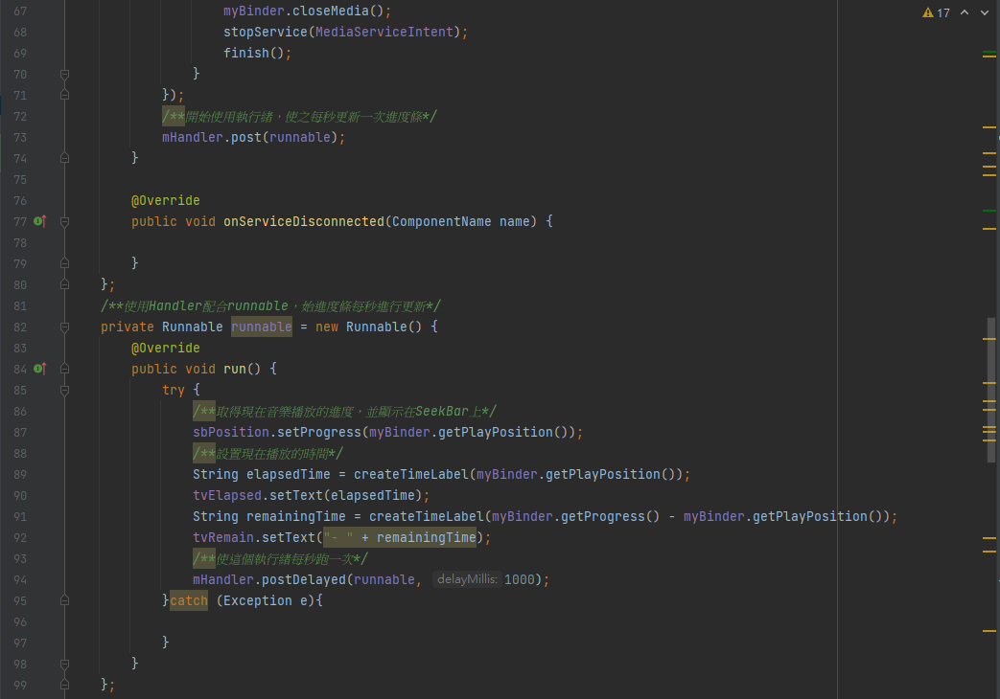 67 myBinder.closeMedia();
17
68 stopService(MediaServiceIntent);
69 finish();
70 }
71 });
72 /**開始使用執行緒，使之每秒更新一次進度條*/
73 mHandler.post(runnable);
74 }
75
76 @Override
77 public void onServiceDisconnected(ComponentName name) {
78
79 }
80 };
81 /**使用Handler配合runnable，始進度條每秒進行更新*/
82 private Runnable runnable = new Runnable() {
83 @Override
84 public void run() {
85 try {
86 /**取得現在音樂播放的進度，並顯示在SeekBar上*/
87 sbPosition.setProgress(myBinder.getPlayPosition());
88 /**設置現在播放的時間*/
89 String elapsedTime = createTimeLabel(myBinder.getPlayPosition());
90 tvElapsed.setText(elapsedTime);
91 String remainingTime = createTimeLabel(myBinder.getProgress() - myBinder.getPlayPosition());
92 tvRemain.setText("- " + remainingTime);
93 /**使這個執行緒每秒跑一次*/
94 mHandler.postDelayed(runnable, delayMillis: 1000);
95 }catch (Exception e){
96
97 }
98 }
99 };